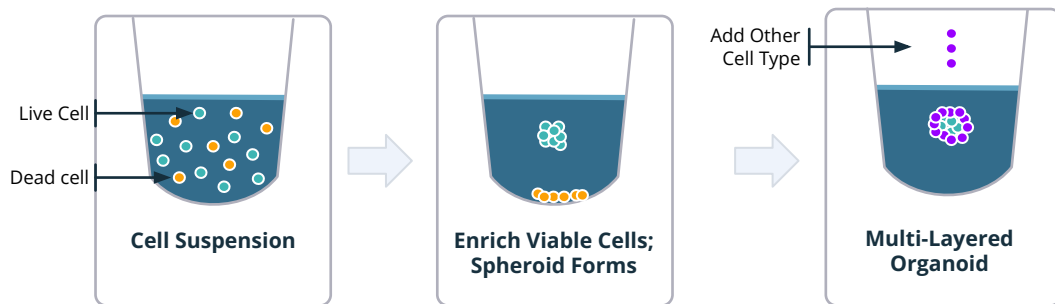 Live Cell
Dead cell
Cell Suspension
Enrich Viable Cells;
Spheroid Forms
Add Other
Cell Type
Multi-Layered
Organoid